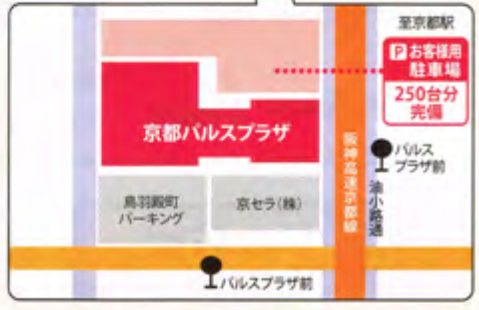 至京都駅
P お客様用
駐車場
250台分
完備
京都パルスプラザ
阪神高速京都線
油小路通
パルス
プラザ前
鳥羽殿町
パーキング
京セラ(株)
パルスプラザ前